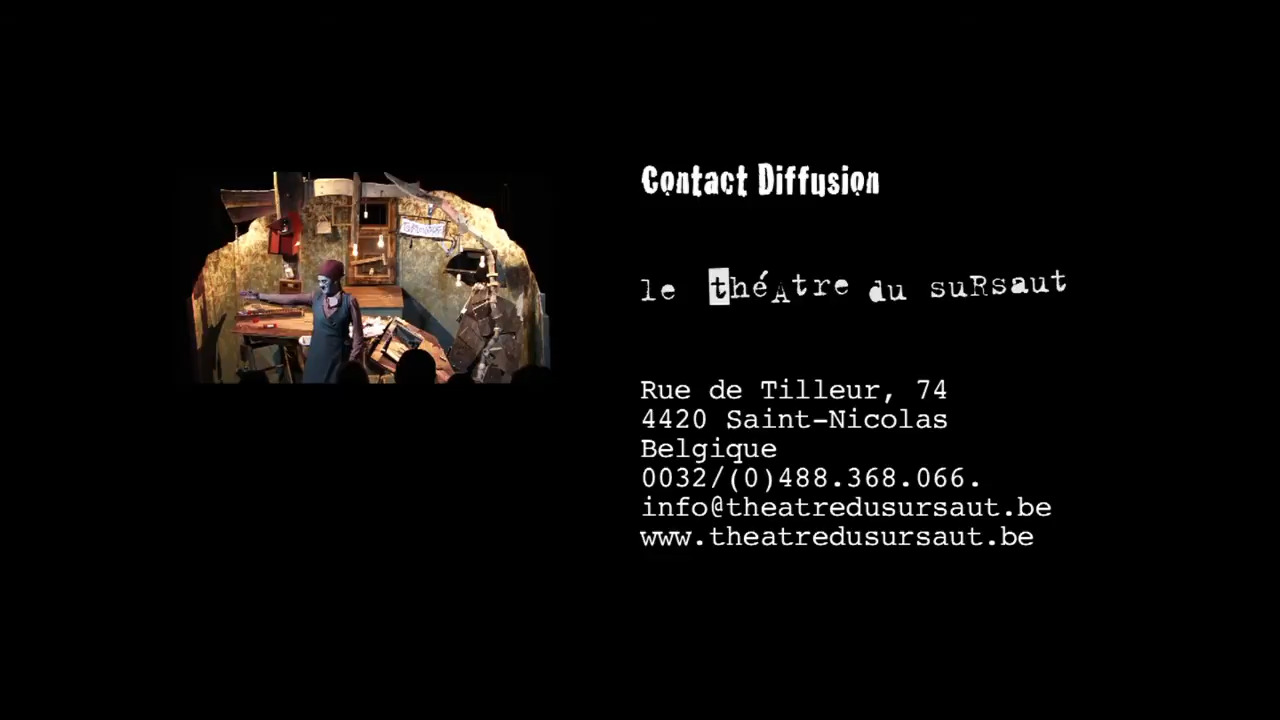 Contact Diffusion
le théAtre du suRsaut
Rue de Tilleur, 74
4420 Saint-Nicolas
Belgique
0032/(0)488.368.066.
info@theatredusursaut.be
www.theatredusursaut.be